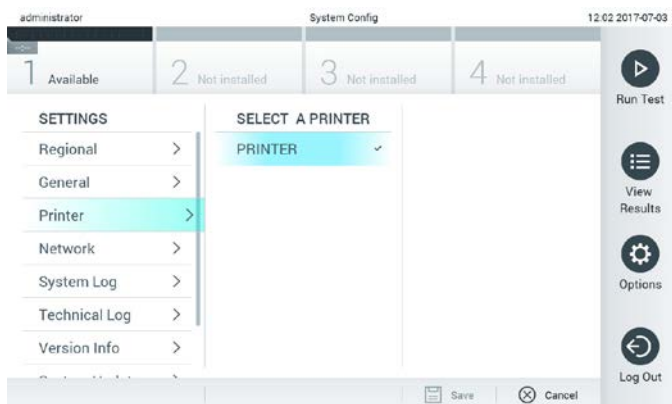 administrator System Config 12:02 2017-07-03
1 Available 2 Not installed 3 Not installed 4 Not installed
Run Test
SETTINGS SELECT A PRINTER
Regional PRINTER
General
View
Results
Printer
Network
System Log
Options
Technical Log
Version Info
Log Out
Save Cancel